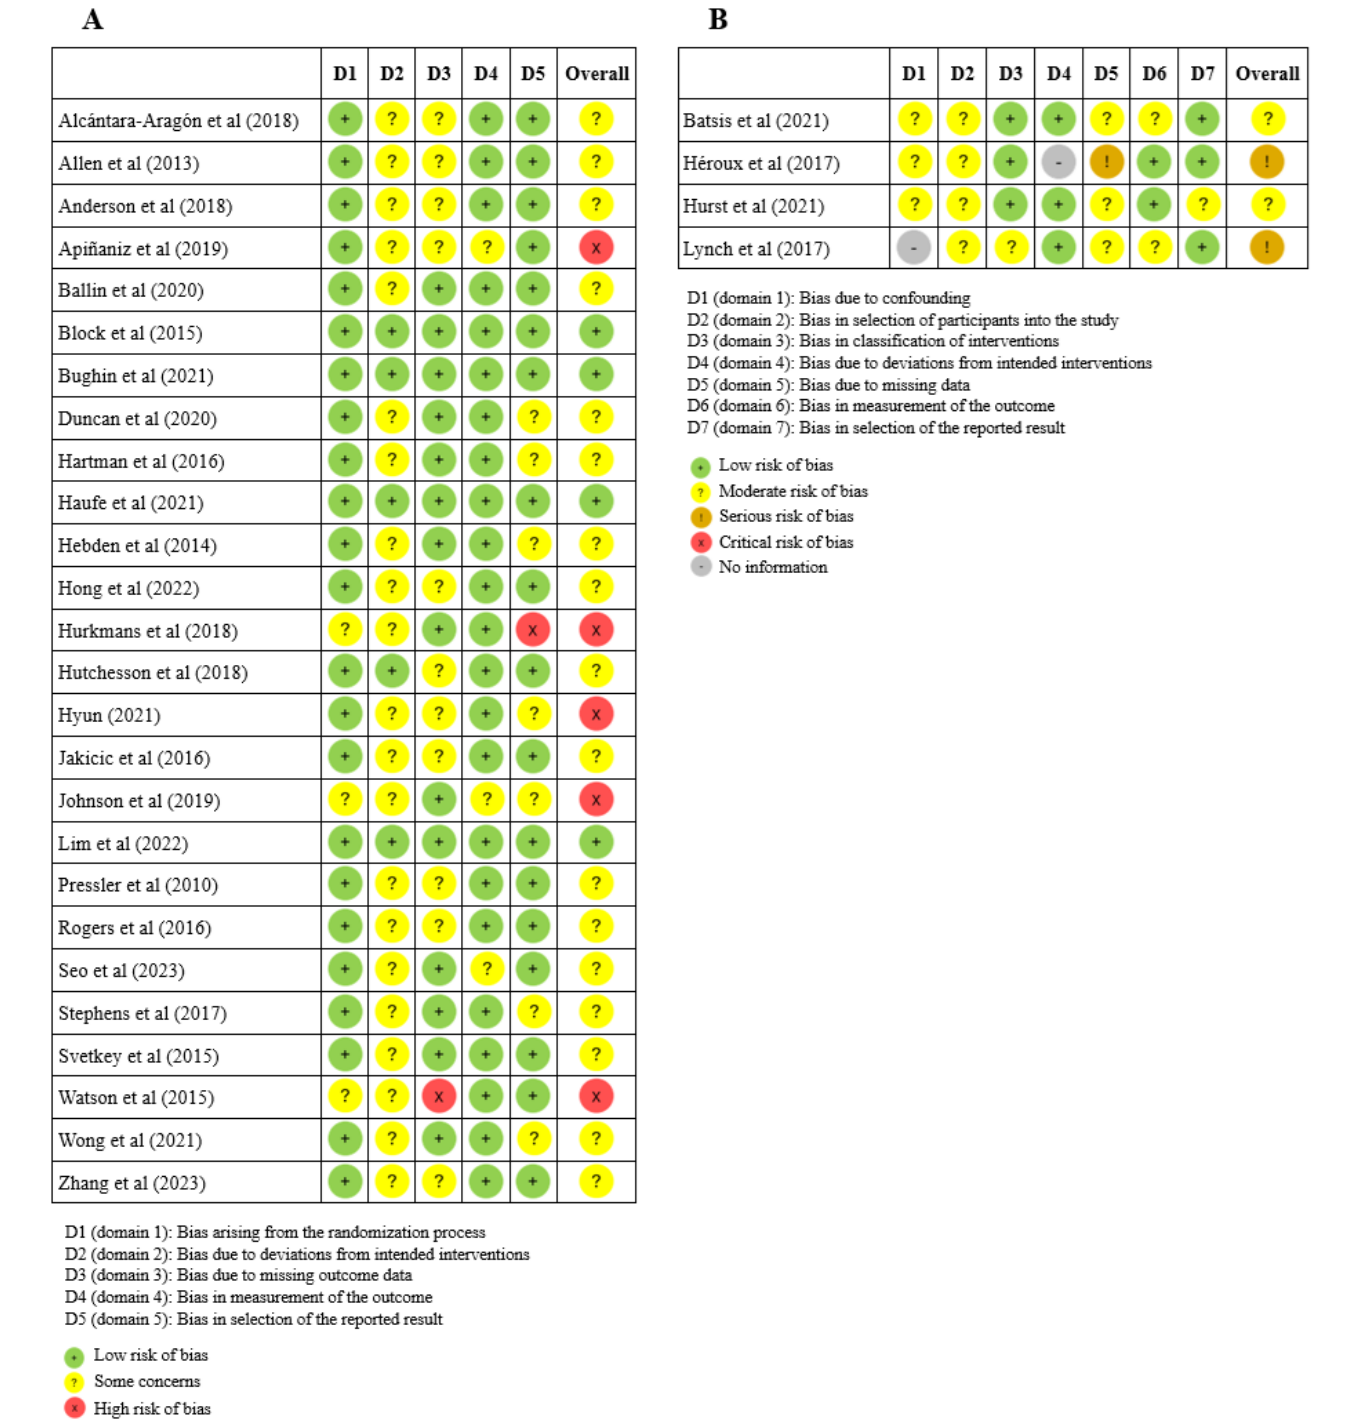 A
D1 D2 D3 D4 D5 Overall
Alcántara-Aragón et al (2018) + ? ? + + ?
Allen et al (2013) + ? ? + + ?
Anderson et al (2018) + ? ? + + ?
Apiñaniz et al (2019) + ? ? ? + x
Ballin et al (2020) + ? + + + ?
Block et al (2015) + + + + + +
Bughin et al (2021) + + + + + +
Duncan et al (2020) + ? + + ? ?
Hartman et al (2016) + ? + + ? ?
Haufe et al (2021) + + + + + +
Hebden et al (2014) + ? + + ? ?
Hong et al (2022) + ? ? + + ?
Hurkmans et al (2018) ? ? + + x x
Hutchesson et al (2018) + + ? + + ?
Hyun (2021) + ? ? + ? x
Jakicic et al (2016) + ? ? + + ?
Johnson et al (2019) ? ? + ? ? x
Lim et al (2022) + + + + + +
Pressler et al (2010) + ? ? + + ?
Rogers et al (2016) + ? ? + + ?
Seo et al (2023) + ? + ? + ?
Stephens et al (2017) + ? + + ? ?
Svetkey et al (2015) + ? + + + ?
Watson et al (2015) ? ? x + + x
Wong et al (2021) + ? + + ? ?
Zhang et al (2023) + ? ? + + ?
D1 (domain 1): Bias arising from the randomization process
D2 (domain 2): Bias due to deviations from intended interventions
D3 (domain 3): Bias due to missing outcome data
D4 (domain 4): Bias in measurement of the outcome
D5 (domain 5): Bias in selection of the reported result
+ Low risk of bias
? Some concerns
x High risk of bias
B
D1 D2 D3 D4 D5 D6 D7 Overall
Batsis et al (2021) ? ? + + ? ? + ?
Héroux et al (2017) ? ? + - ! + + !
Hurst et al (2021) ? ? + + ? + ? ?
Lynch et al (2017) - ? ? + ? ? + !
D1 (domain 1): Bias due to confounding
D2 (domain 2): Bias in selection of participants into the study
D3 (domain 3): Bias in classification of interventions
D4 (domain 4): Bias due to deviations from intended interventions
D5 (domain 5): Bias due to missing data
D6 (domain 6): Bias in measurement of the outcome
D7 (domain 7): Bias in selection of the reported result
+ Low risk of bias
? Moderate risk of bias
! Serious risk of bias
x Critical risk of bias
- No information